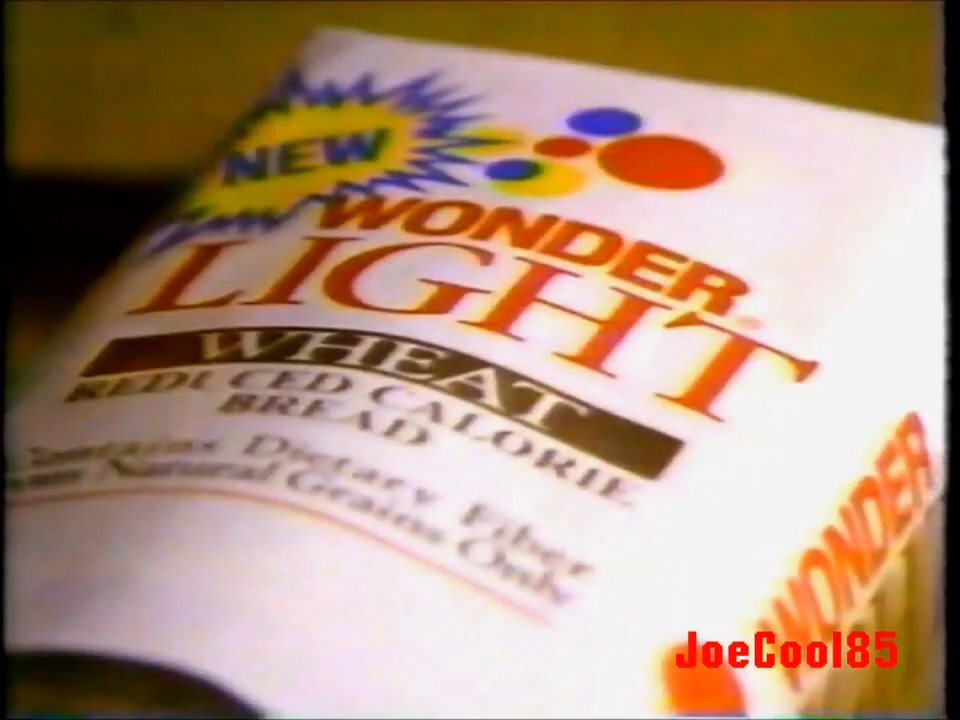 NEW
WONDER
LIGHT
WHEAT
REDUCED CALORIE
BREAD
Contains Dietary Fiber
from Natural Grains Only
WONDER
JoeCool85